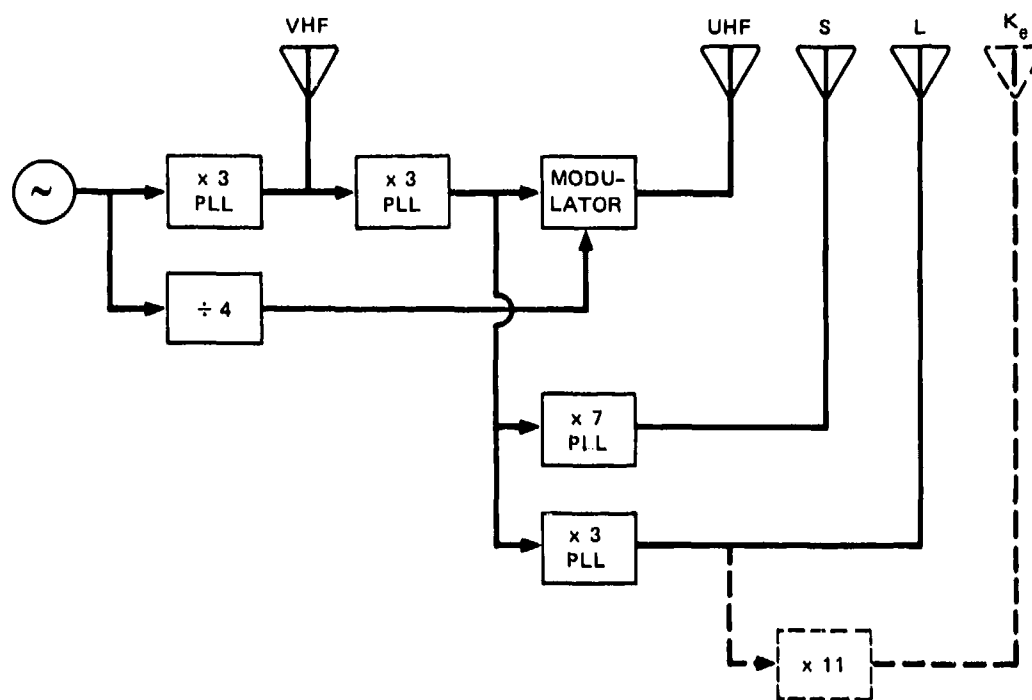 VHF
UHF
S
L
Ke
~
x 3
PLL
x 3
PLL
MODU-
LATOR
÷ 4
x 7
PLL
x 3
PLL
x 11